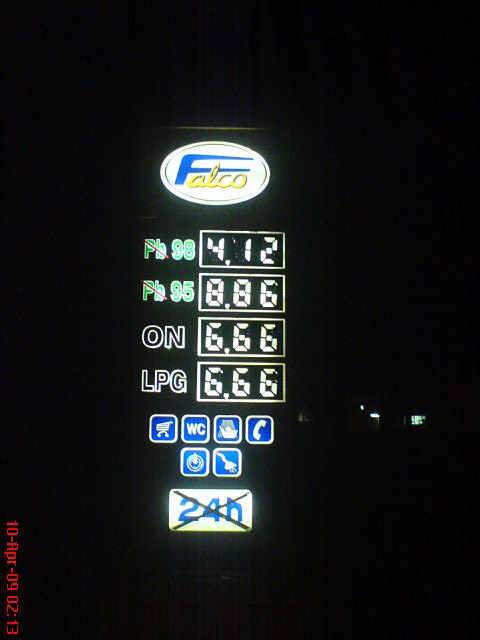 Falco
Pb 98 4.12
Pb 95 8.86
ON 6.66
LPG 6.66
WC
24h
10-Apr-09 02:13